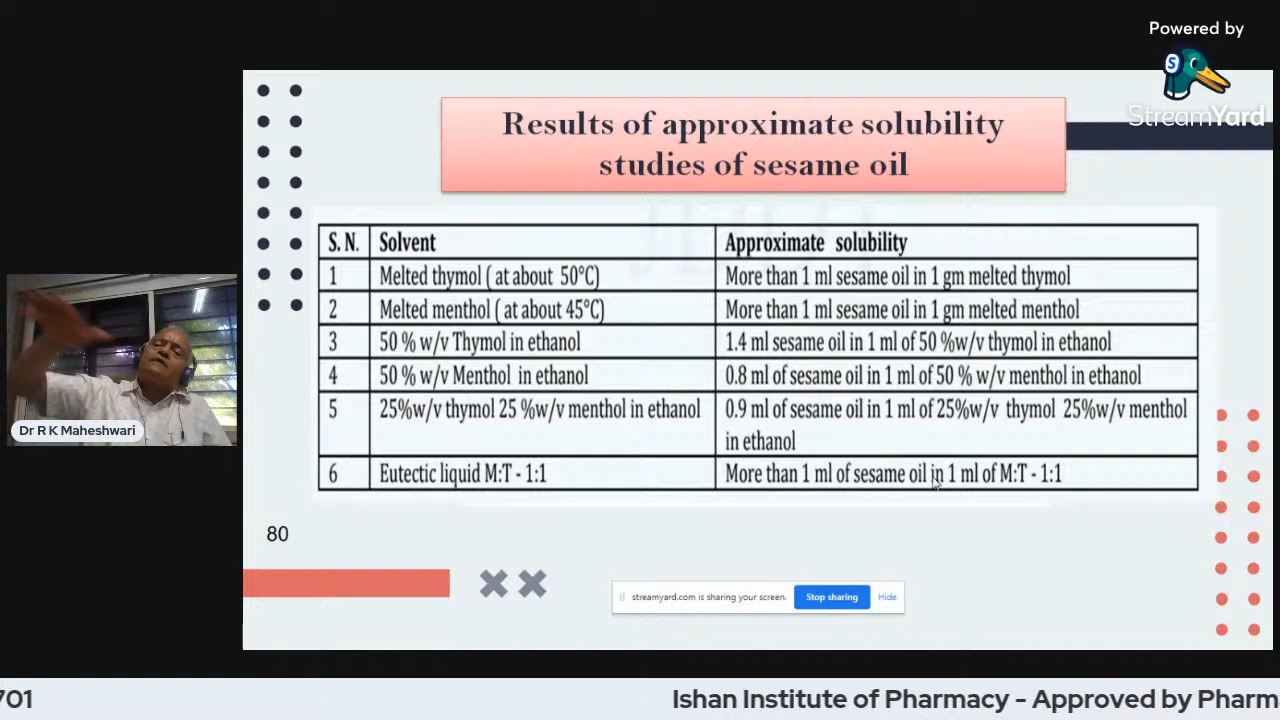 Powered by
StreamYard
Results of approximate solubility
studies of sesame oil
S. N. Solvent Approximate solubility
1 Melted thymol ( at about 50°C) More than 1 ml sesame oil in 1 gm melted thymol
2 Melted menthol ( at about 45°C) More than 1 ml sesame oil in 1 gm melted menthol
3 50 % w/v Thymol in ethanol 1.4 ml sesame oil in 1 ml of 50 %w/v thymol in ethanol
4 50 % w/v Menthol in ethanol 0.8 ml of sesame oil in 1 ml of 50 % w/v menthol in ethanol
5 25%w/v thymol 25 %w/v menthol in ethanol 0.9 ml of sesame oil in 1 ml of 25%w/v thymol 25%w/v menthol
in ethanol
6 Eutectic liquid M:T - 1:1 More than 1 ml of sesame oil in 1 ml of M:T - 1:1
Dr R K Maheshwari
80
streamyard.com is sharing your screen. Stop sharing Hide
701 Ishan Institute of Pharmacy - Approved by Pharm